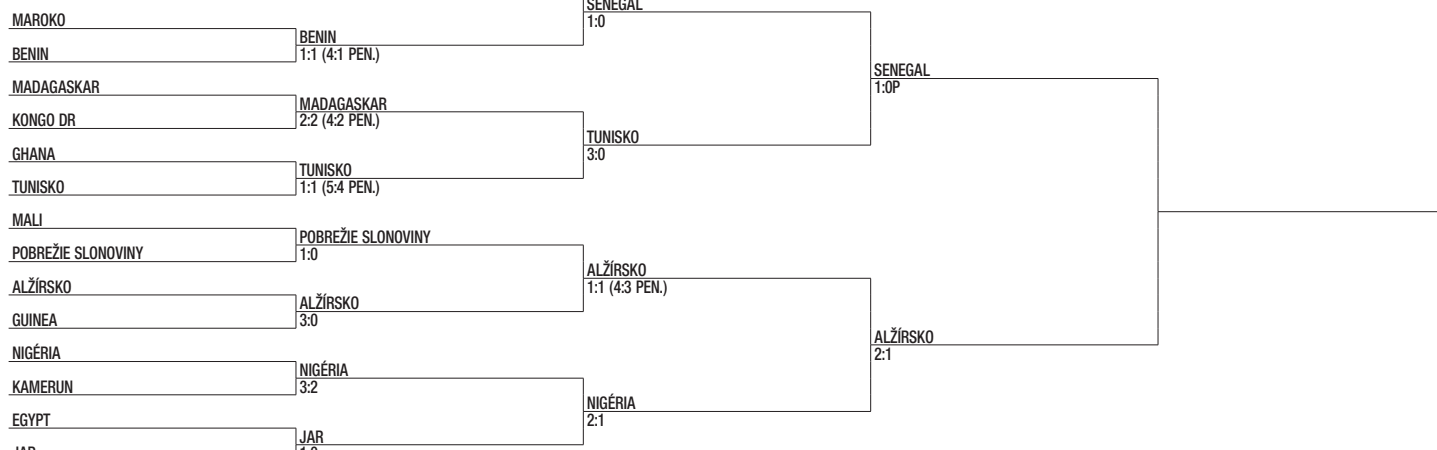 MAROKO
BENIN
MADAGASKAR
KONGO DR
GHANA
TUNISKO
MALI
POBREŽIE SLONOVINY
ALŽÍRSKO
GUINEA
NIGÉRIA
KAMERUN
EGYPT
JAR
BENIN
1:1 (4:1 PEN.)
MADAGASKAR
2:2 (4:2 PEN.)
TUNISKO
1:1 (5:4 PEN.)
POBREŽIE SLONOVINY
1:0
ALŽÍRSKO
3:0
NIGÉRIA
3:2
JAR
SENEGAL
1:0
TUNISKO
3:0
ALŽÍRSKO
1:1 (4:3 PEN.)
NIGÉRIA
2:1
SENEGAL
1:0P
ALŽÍRSKO
2:1